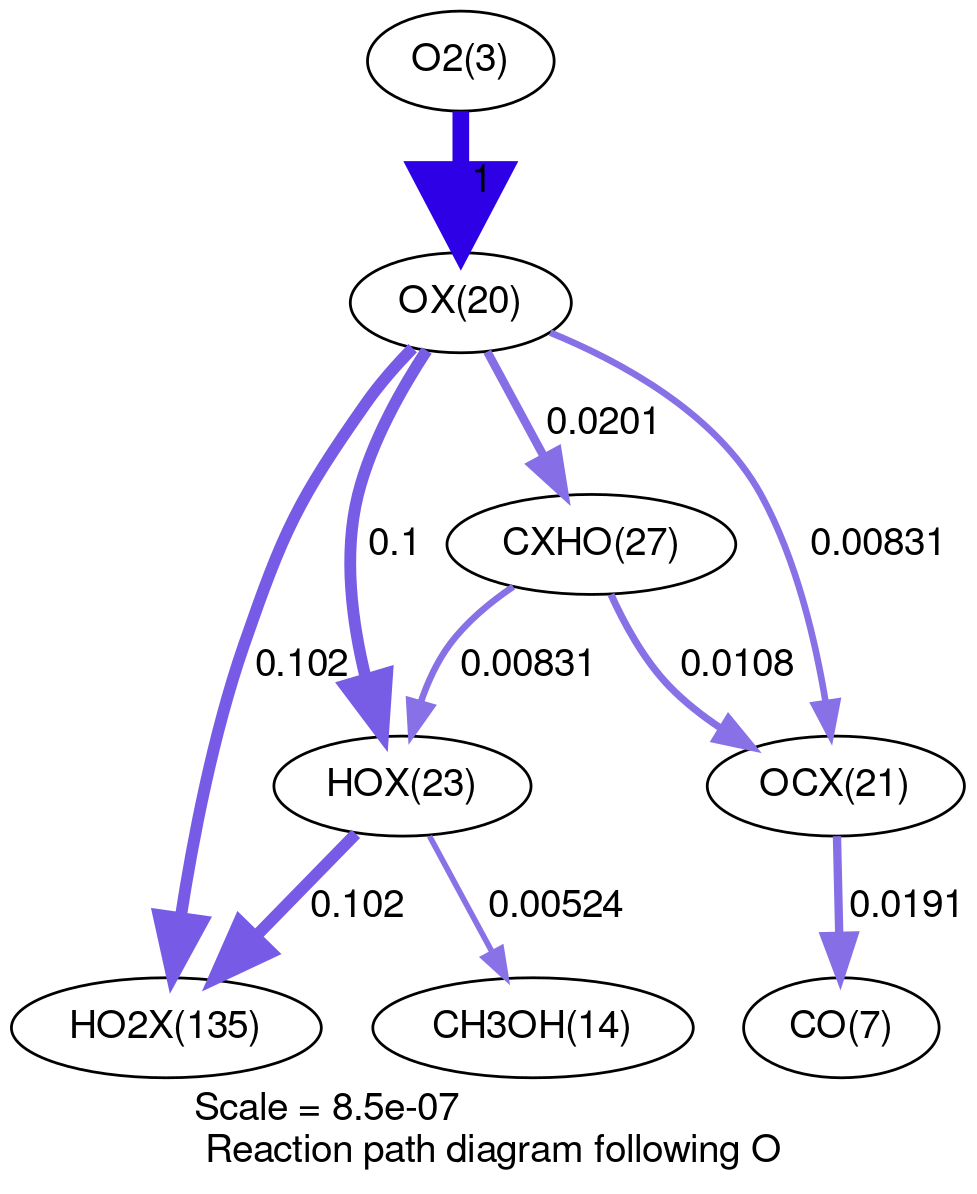 O2(3)
1
OX(20)
0.0201
0.1
0.00831
CXHO(27)
0.102
0.00831
0.0108
HOX(23)
OCX(21)
0.102
0.00524
0.0191
HO2X(135)
CH3OH(14)
CO(7)
Scale = 8.5e-07
Reaction path diagram following O